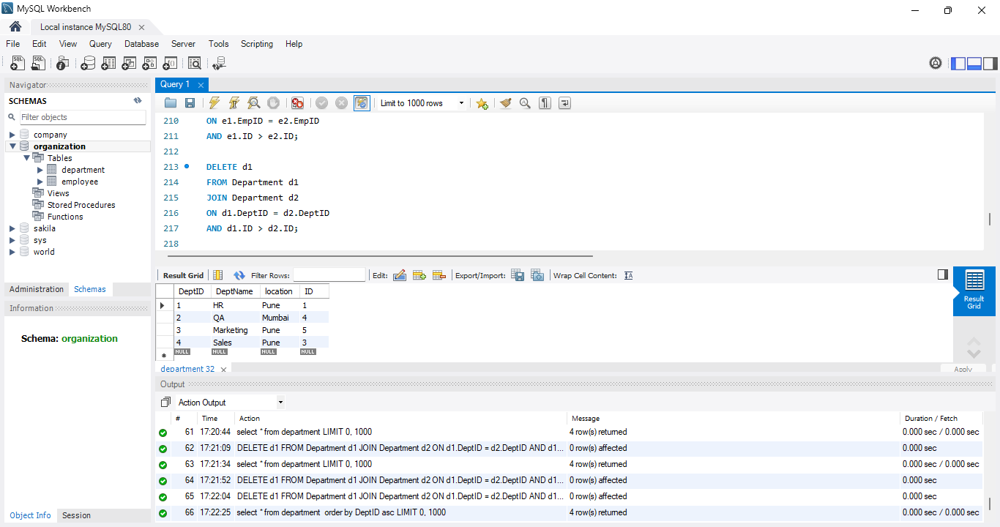 MySQL Workbench
Local instance MySQL80
File Edit View Query Database Server Tools Scripting Help
Navigator
SCHEMAS
Filter objects
company
organization
Tables
department
employee
Views
Stored Procedures
Functions
sakila
sys
world
Administration Schemas
Information
Schema: organization
Object Info Session
Query 1
Limit to 1000 rows
210 ON e1.EmpID = e2.EmpID
211 AND e1.ID > e2.ID;
212
213 DELETE d1
214 FROM Department d1
215 JOIN Department d2
216 ON d1.DeptID = d2.DeptID
217 AND d1.ID > d2.ID;
218
Result Grid Filter Rows: Edit: Export/Import: Wrap Cell Content:
DeptID DeptName location ID
1 HR Pune 1
2 QA Mumbai 4
3 Marketing Pune 5
4 Sales Pune 3
NULL NULL NULL NULL
Result
Grid
department 32
Apply
Output
Action Output
# Time Action Message Duration / Fetch
61 17:20:44 select * from department LIMIT 0, 1000 4 row(s) returned 0.000 sec / 0.000 sec
62 17:21:09 DELETE d1 FROM Department d1 JOIN Department d2 ON d1.DeptID = d2.DeptID AND d1... 0 row(s) affected 0.000 sec
63 17:21:34 select * from department LIMIT 0, 1000 4 row(s) returned 0.000 sec / 0.000 sec
64 17:21:52 DELETE d1 FROM Department d1 JOIN Department d2 ON d1.DeptID = d2.DeptID AND d1... 0 row(s) affected 0.000 sec
65 17:22:04 DELETE d1 FROM Department d1 JOIN Department d2 ON d1.DeptID = d2.DeptID AND d1... 0 row(s) affected 0.000 sec
66 17:22:25 select * from department order by DeptID asc LIMIT 0, 1000 4 row(s) returned 0.000 sec / 0.000 sec